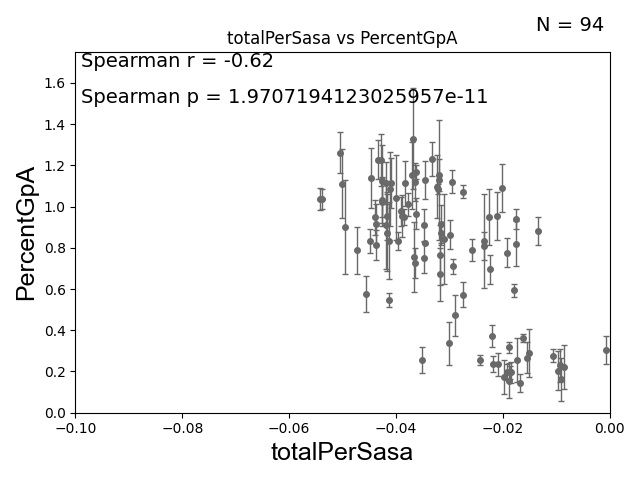 N = 94
totalPerSasa vs PercentGpA
Spearman r = -0.62
Spearman p = 1.9707194123025957e-11
PercentGpA
1.6
1.4
1.2
1.0
0.8
0.6
0.4
0.2
0.0
−0.10
−0.08
−0.06
−0.04
−0.02
0.00
totalPerSasa